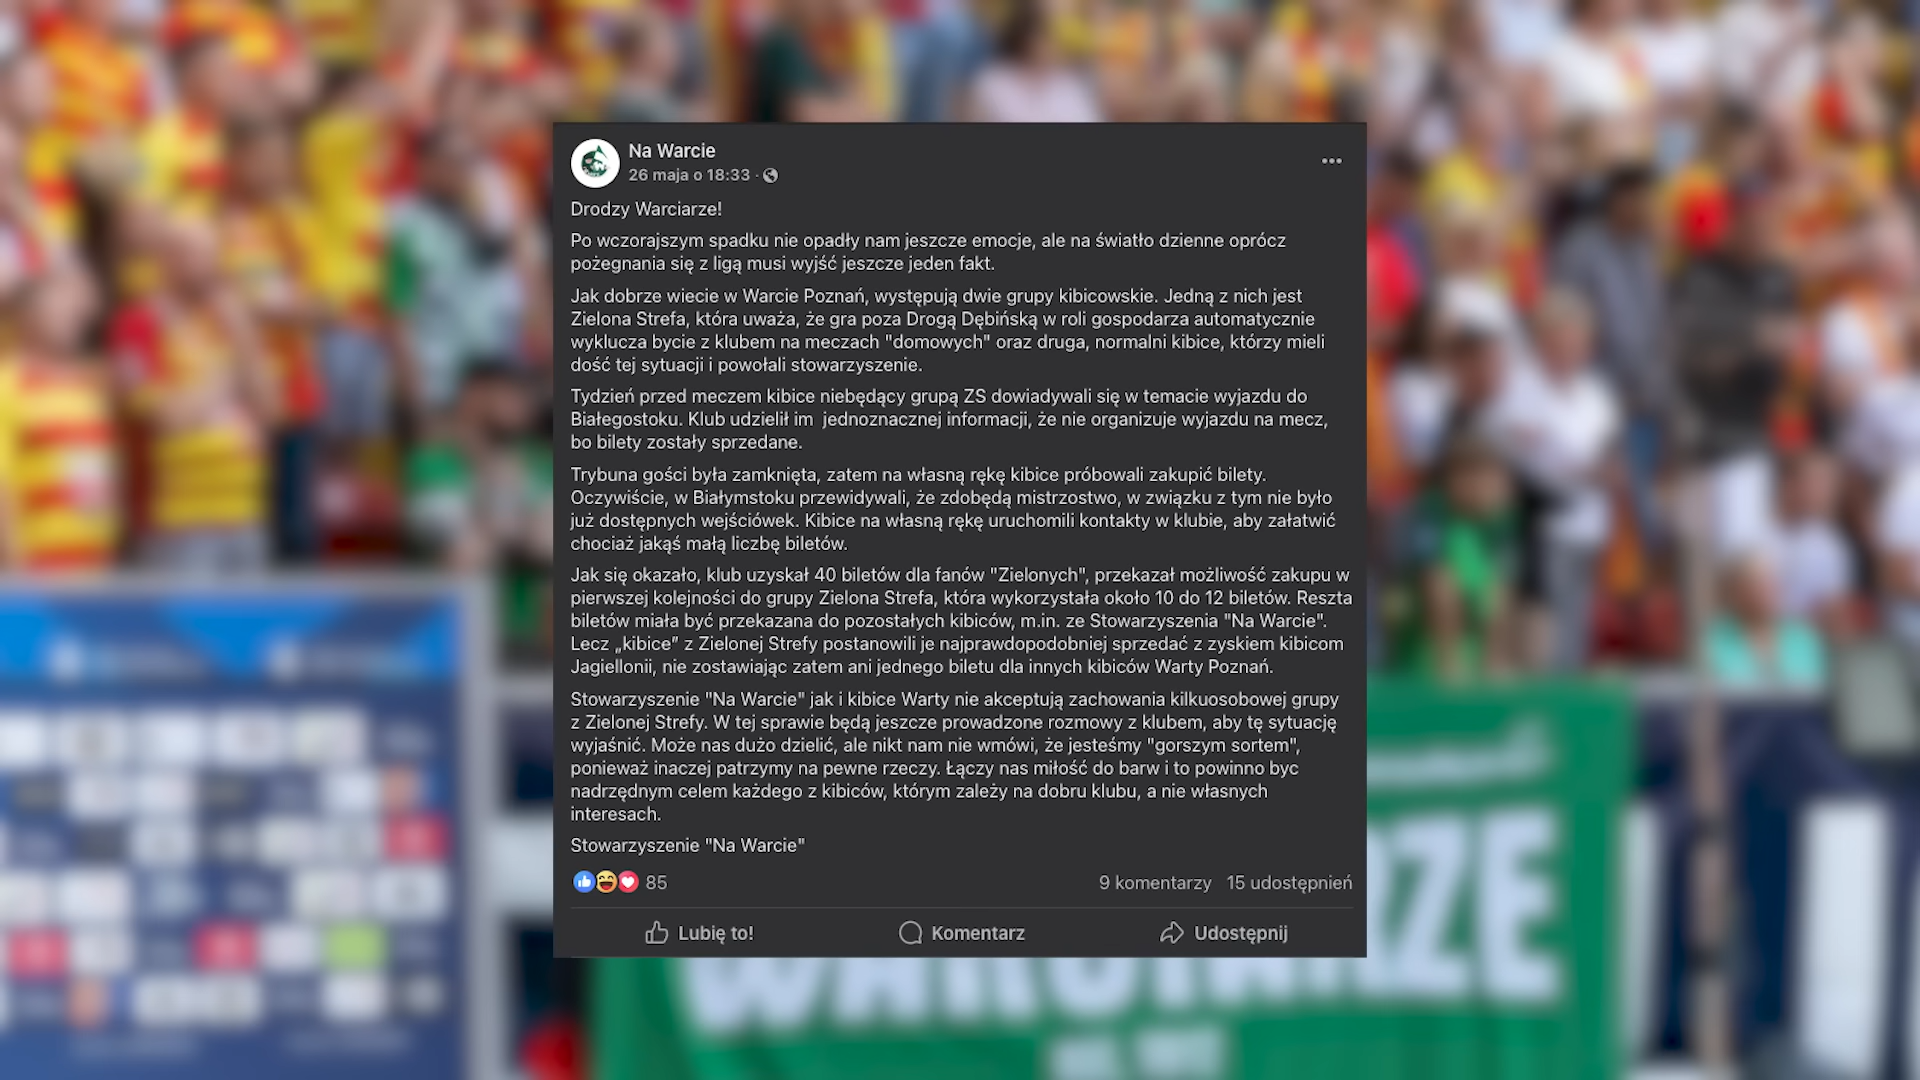 Na Warcie
26 maja o 18:33 ·
Drodzy Warciarze!
Po wczorajszym spadku nie opadły nam jeszcze emocje, ale na światło dzienne oprócz
pożegnania się z ligą musi wyjść jeszcze jeden fakt.
Jak dobrze wiecie w Warcie Poznań, występują dwie grupy kibicowskie. Jedną z nich jest
Zielona Strefa, która uważa, że gra poza Drogą Dębińską w roli gospodarza automatycznie
wyklucza bycie z klubem na meczach "domowych" oraz druga, normalni kibice, którzy mieli
dość tej sytuacji i powołali stowarzyszenie.
Tydzień przed meczem kibice niebędący grupą ZS dowiadywali się w temacie wyjazdu do
Białegostoku. Klub udzielił im  jednoznacznej informacji, że nie organizuje wyjazdu na mecz,
bo bilety zostały sprzedane.
Trybuna gości była zamknięta, zatem na własną rękę kibice próbowali zakupić bilety.
Oczywiście, w Białymstoku przewidywali, że zdobędą mistrzostwo, w związku z tym nie było
już dostępnych wejściówek. Kibice na własną rękę uruchomili kontakty w klubie, aby załatwić
chociaż jakąś małą liczbę biletów.
Jak się okazało, klub uzyskał 40 biletów dla fanów "Zielonych", przekazał możliwość zakupu w
pierwszej kolejności do grupy Zielona Strefa, która wykorzystała około 10 do 12 biletów. Reszta
biletów miała być przekazana do pozostałych kibiców, m.in. ze Stowarzyszenia "Na Warcie".
Lecz „kibice” z Zielonej Strefy postanowili je najprawdopodobniej sprzedać z zyskiem kibicom
Jagiellonii, nie zostawiając zatem ani jednego biletu dla innych kibiców Warty Poznań.
Stowarzyszenie "Na Warcie" jak i kibice Warty nie akceptują zachowania kilkuosobowej grupy
z Zielonej Strefy. W tej sprawie będą jeszcze prowadzone rozmowy z klubem, aby tę sytuację
wyjaśnić. Może nas dużo dzielić, ale nikt nam nie wmówi, że jesteśmy "gorszym sortem",
ponieważ inaczej patrzymy na pewne rzeczy. Łączy nas miłość do barw i to powinno byc
nadrzędnym celem każdego z kibiców, którym zależy na dobru klubu, a nie własnych
interesach.
Stowarzyszenie "Na Warcie"
85
9 komentarzy 15 udostępnień
Lubię to! Komentarz Udostępnij